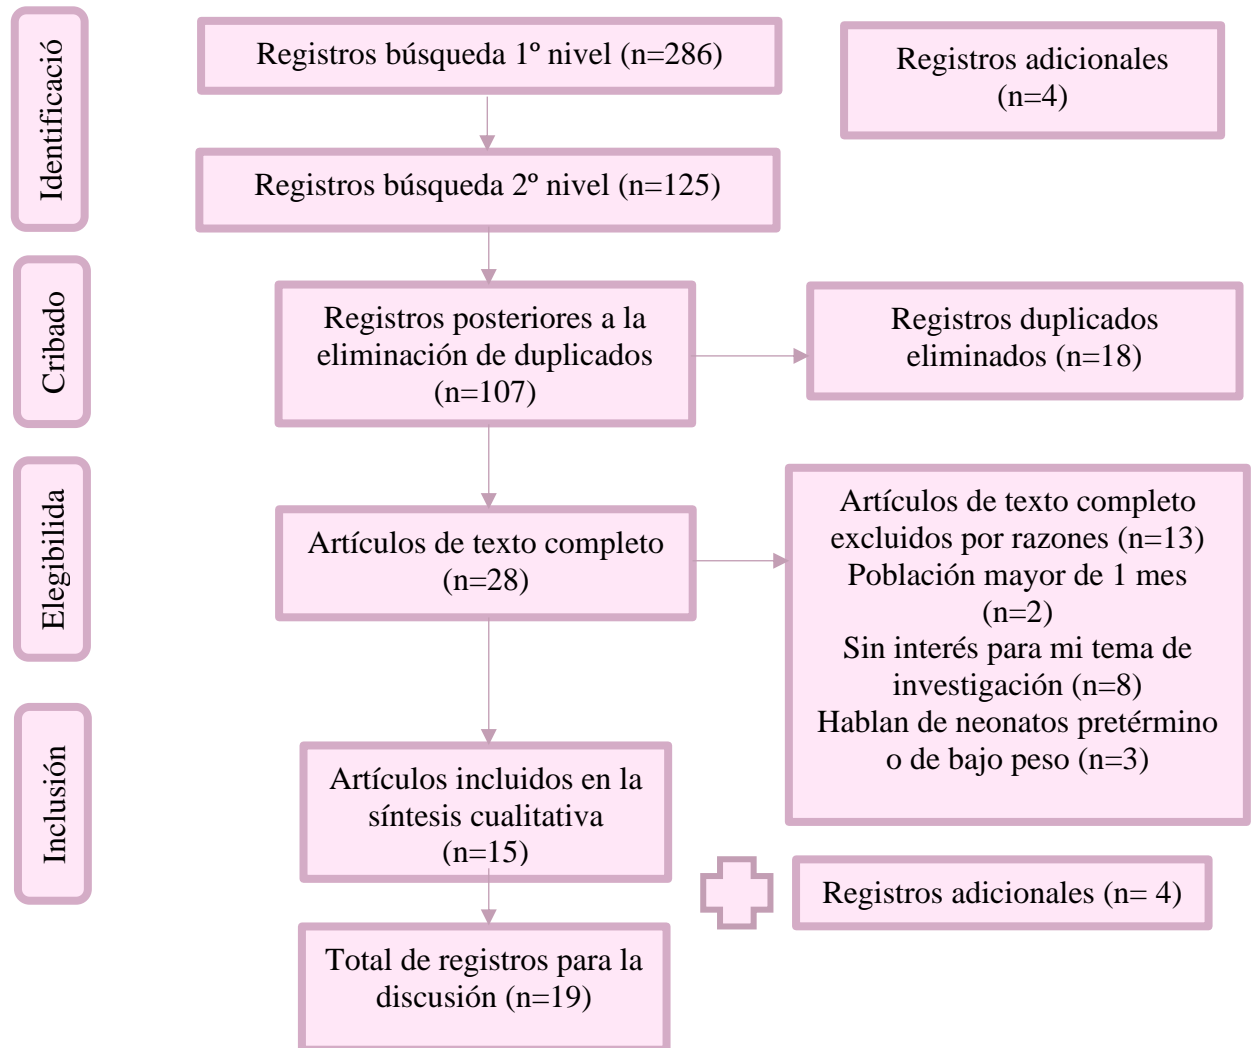 Identificació
Registros búsqueda 1º nivel (n=286)
Registros adicionales
(n=4)
Registros búsqueda 2º nivel (n=125)
Cribado
Registros posteriores a la
eliminación de duplicados
(n=107)
Registros duplicados
eliminados (n=18)
Elegibilida
Artículos de texto completo
(n=28)
Artículos de texto completo
excluidos por razones (n=13)
Población mayor de 1 mes
(n=2)
Sin interés para mi tema de
investigación (n=8)
Hablan de neonatos pretérmino
o de bajo peso (n=3)
Inclusión
Artículos incluidos en la
síntesis cualitativa
(n=15)
Registros adicionales (n= 4)
Total de registros para la
discusión (n=19)